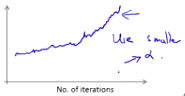 Use smaller
α.
No. of iterations